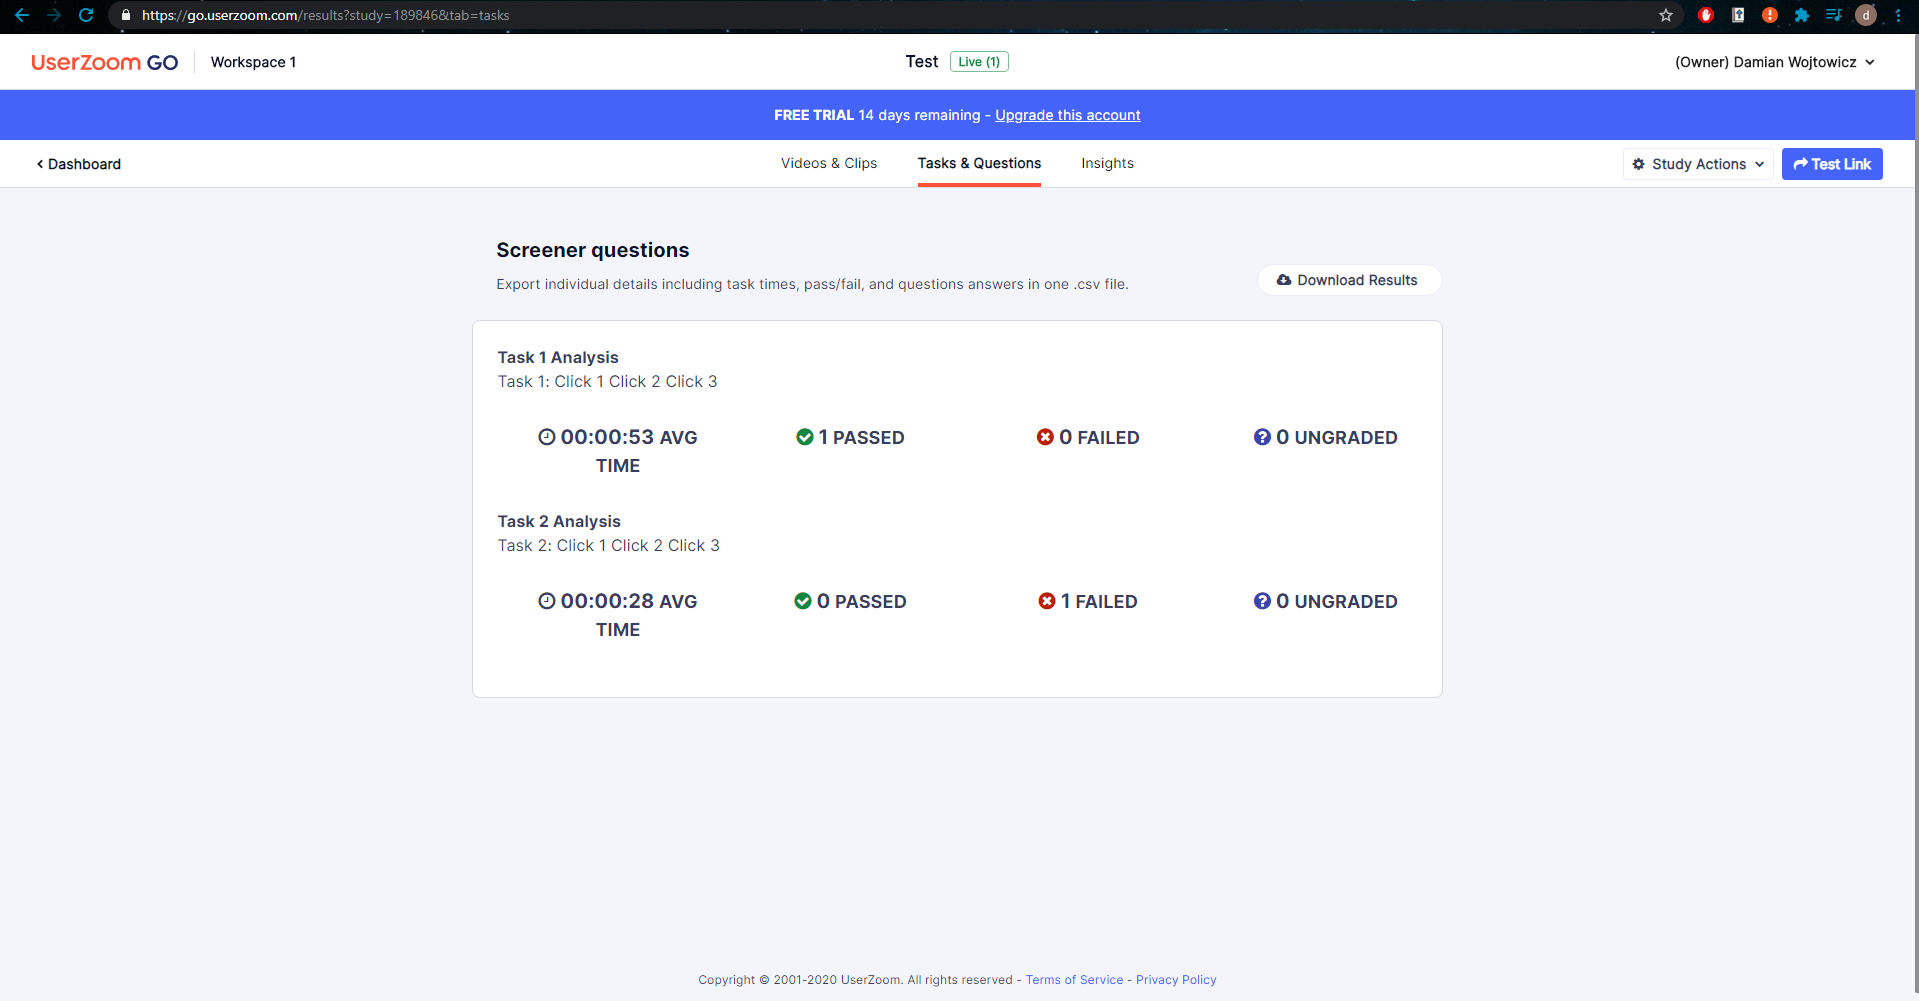 https://go.userzoom.com/results?study=189846&tab=tasks
d
UserZoom GO
Workspace 1
Test
Live (1)
(Owner) Damian Wojtowicz
FREE TRIAL 14 days remaining - Upgrade this account
Dashboard
Videos & Clips
Tasks & Questions
Insights
Study Actions
Test Link
Screener questions
Export individual details including task times, pass/fail, and questions answers in one .csv file.
Download Results
Task 1 Analysis
Task 1: Click 1 Click 2 Click 3
00:00:53 AVG
TIME
1 PASSED
0 FAILED
0 UNGRADED
Task 2 Analysis
Task 2: Click 1 Click 2 Click 3
00:00:28 AVG
TIME
0 PASSED
1 FAILED
0 UNGRADED
Copyright © 2001-2020 UserZoom. All rights reserved - Terms of Service - Privacy Policy